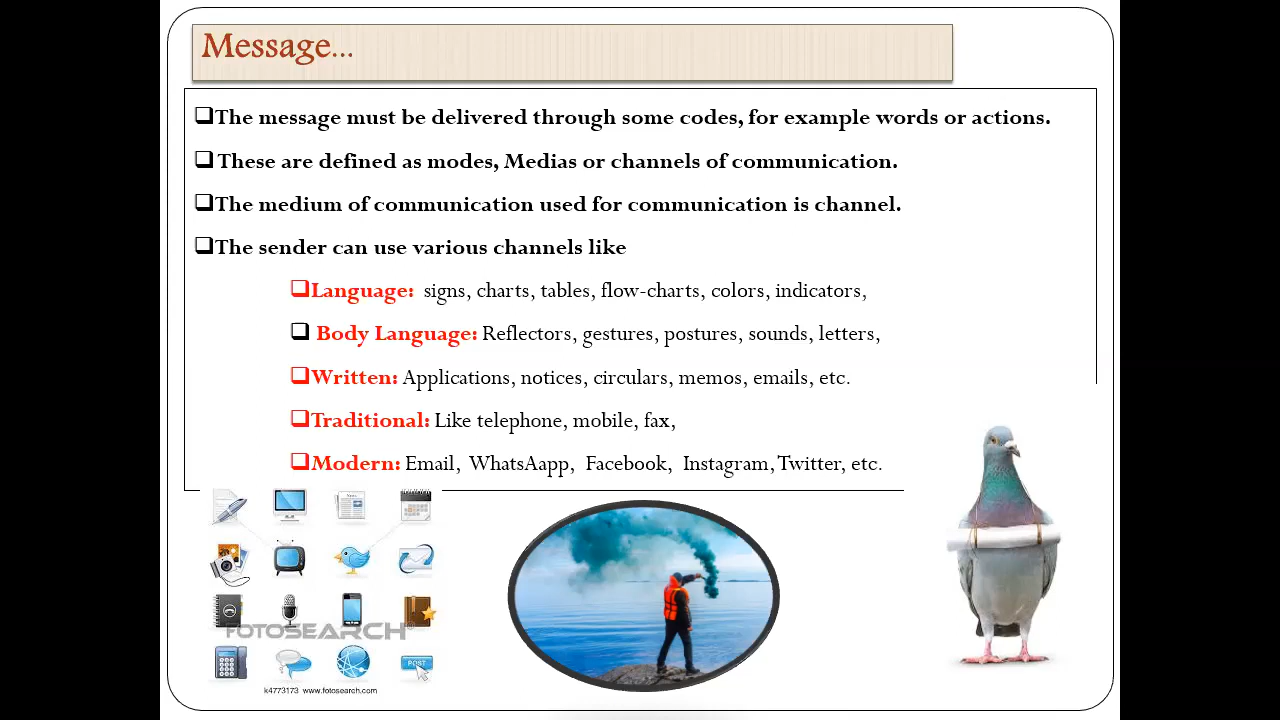 Message...
The message must be delivered through some codes, for example words or actions.
These are defined as modes, Medias or channels of communication.
The medium of communication used for communication is channel.
The sender can use various channels like
Language: signs, charts, tables, flow-charts, colors, indicators,
Body Language: Reflectors, gestures, postures, sounds, letters,
Written: Applications, notices, circulars, memos, emails, etc.
Traditional: Like telephone, mobile, fax,
Modern: Email, WhatsAapp, Facebook, Instagram, Twitter, etc.
FOTOSEARCH®
POST
k4773173 www.fotosearch.com